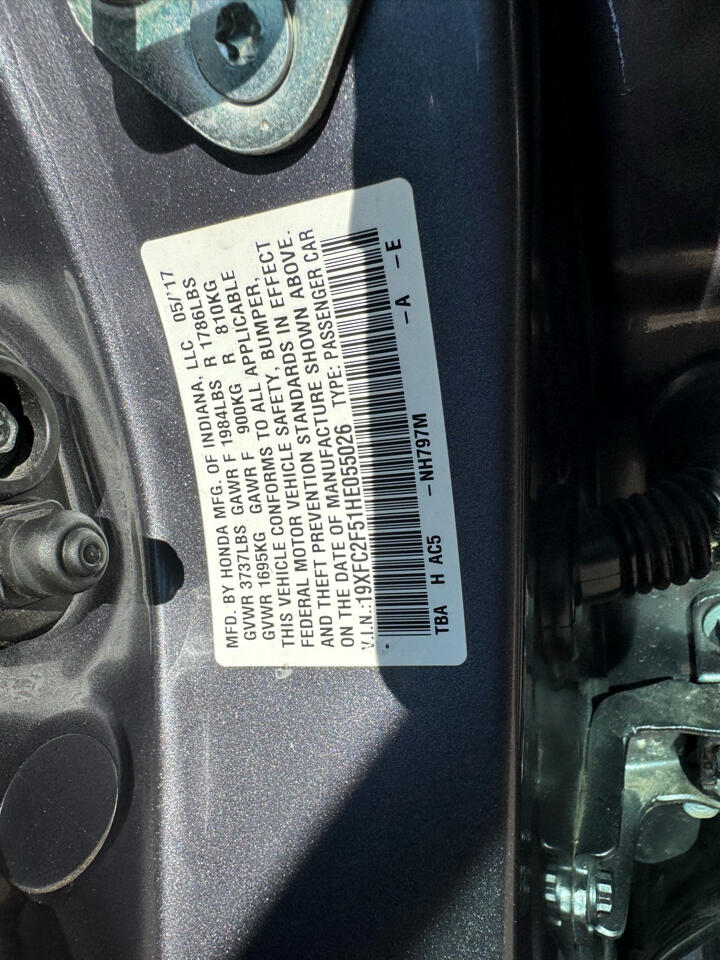 MFD. BY HONDA MFG. OF INDIANA, LLC 05/'17
GVWR 3737LBS GAWR F 1984LBS R 1786LBS
GVWR 1695KG GAWR F 900KG R 810KG
THIS VEHICLE CONFORMS TO ALL APPLICABLE
FEDERAL MOTOR VEHICLE SAFETY, BUMPER,
AND THEFT PREVENTION STANDARDS IN EFFECT
ON THE DATE OF MANUFACTURE SHOWN ABOVE.
V.I.N.:19XFC2F51HE055026 TYPE: PASSENGER CAR
TBA H AC5 - NH797M - A - E